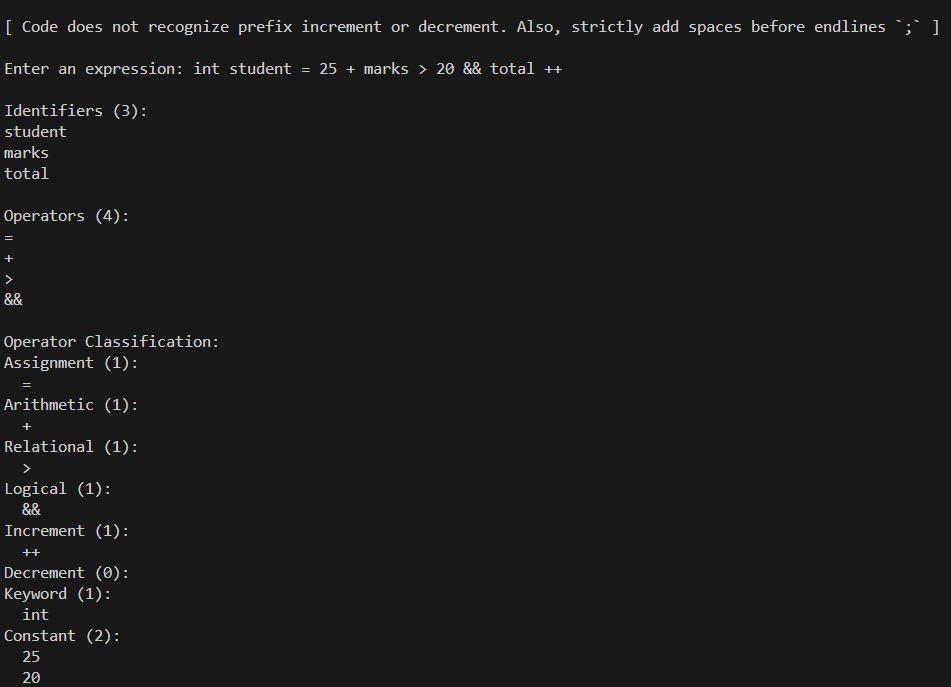 [ Code does not recognize prefix increment or decrement. Also, strictly add spaces before endlines `;` ]
Enter an expression: int student = 25 + marks > 20 && total ++
Identifiers (3):
student
marks
total
Operators (4):
=
+
>
&&
Operator Classification:
Assignment (1):
=
Arithmetic (1):
+
Relational (1):
>
Logical (1):
&&
Increment (1):
++
Decrement (0):
Keyword (1):
int
Constant (2):
25
20